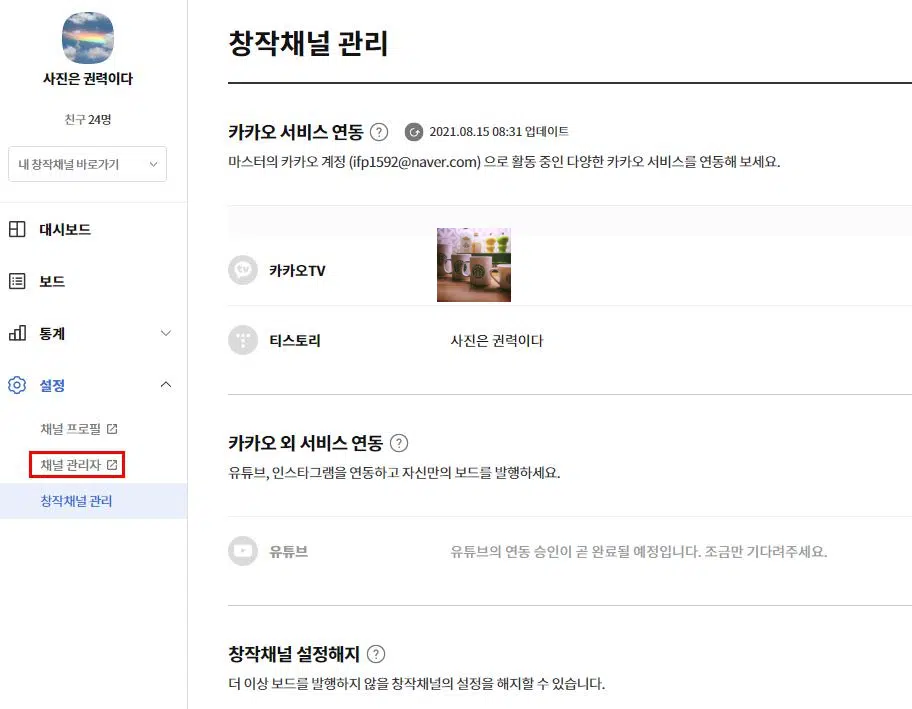 사진은 권력이다
친구 24명
내 창작채널 바로가기
대시보드
보드
통계
설정
채널 프로필
채널 관리자
창작채널 관리
창작채널 관리
카카오 서비스 연동 ? 2021.08.15 08:31 업데이트
마스터의 카카오 계정 (ifp1592@naver.com) 으로 활동 중인 다양한 카카오 서비스를 연동해 보세요.
tv 카카오TV
티스토리 사진은 권력이다
카카오 외 서비스 연동 ?
유튜브, 인스타그램을 연동하고 자신만의 보드를 발행하세요.
유튜브 유튜브의 연동 승인이 곧 완료될 예정입니다. 조금만 기다려주세요.
창작채널 설정해지 ?
더 이상 보드를 발행하지 않을 창작채널의 설정을 해지할 수 있습니다.